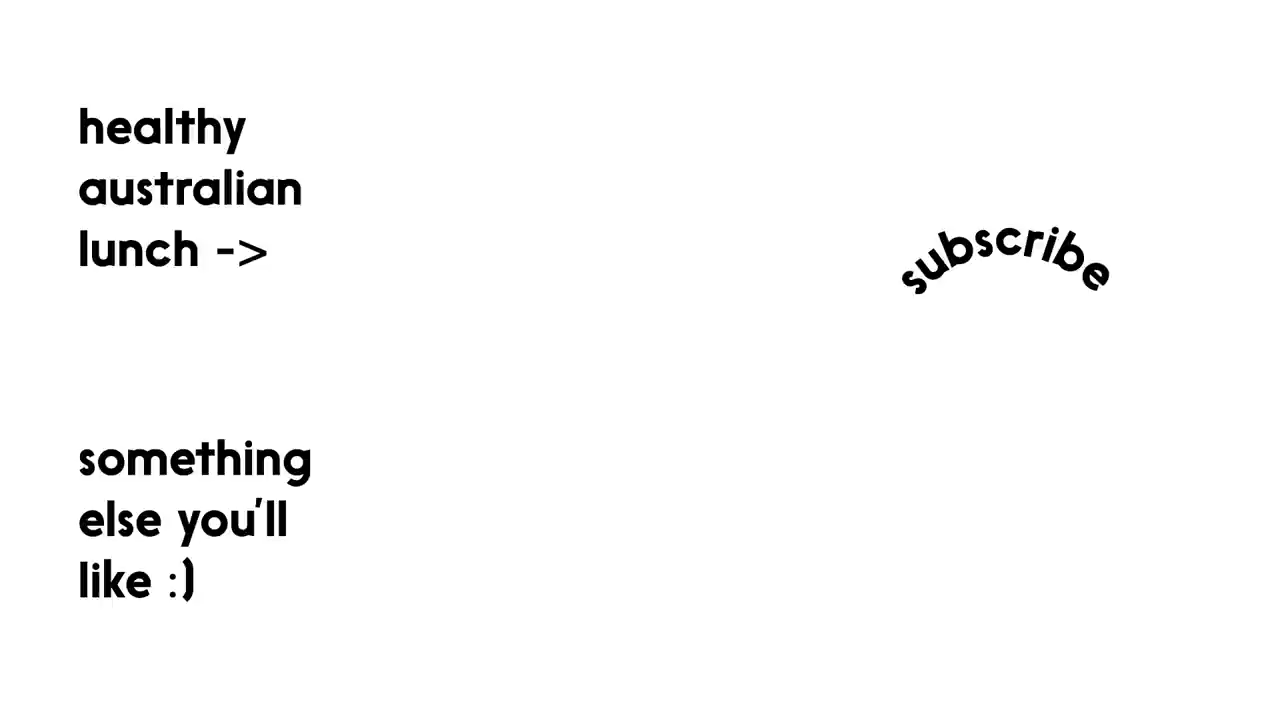 healthy
australian
lunch ->
subscribe
something
else you'll
like :)